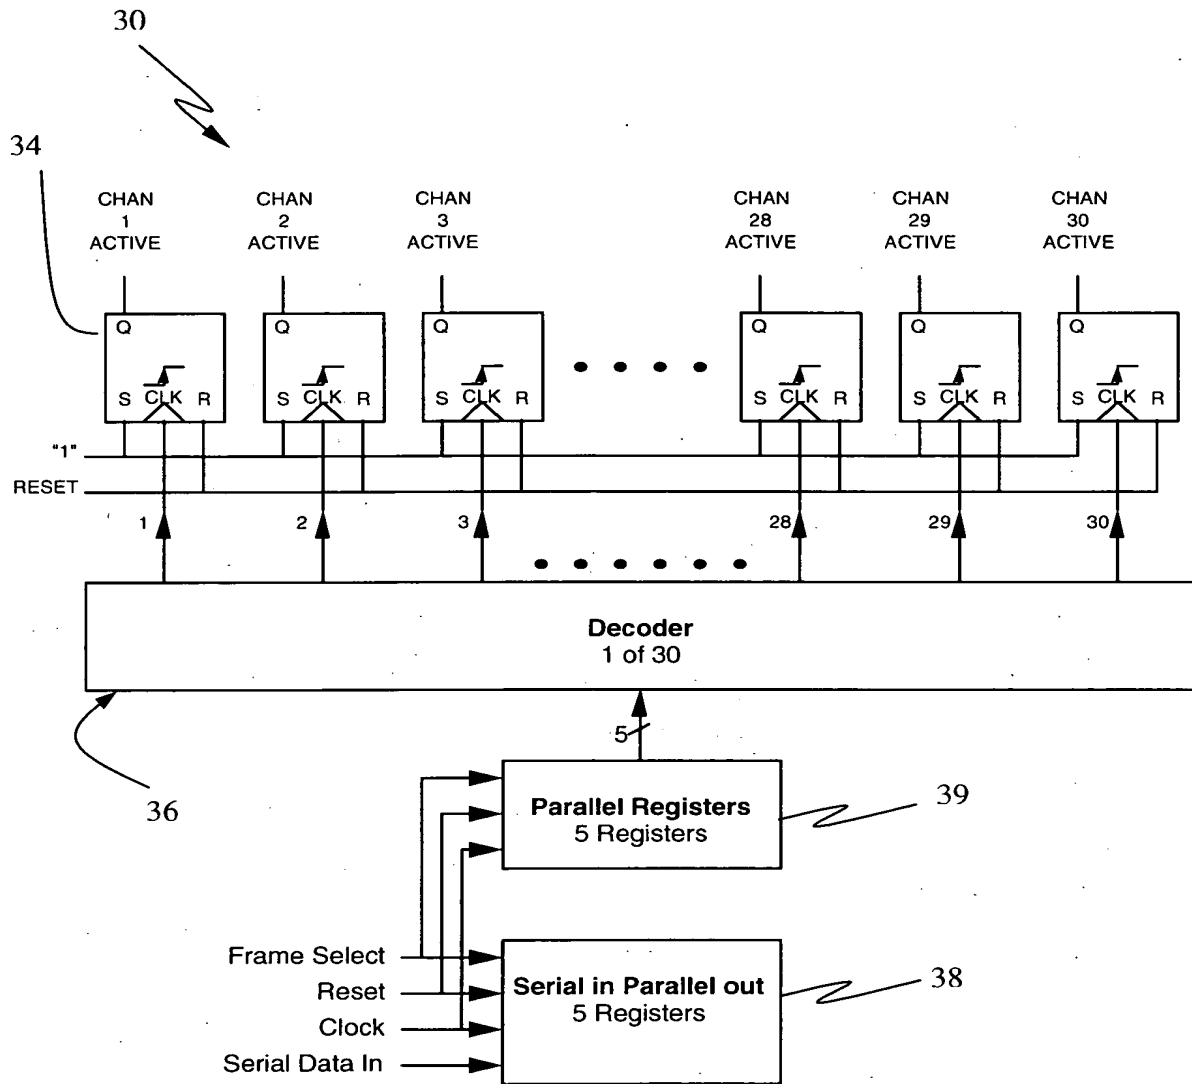 30
34
CHAN CHAN CHAN CHAN CHAN CHAN
1 2 3 28 29 30
ACTIVE ACTIVE ACTIVE ACTIVE ACTIVE ACTIVE
Q Q Q Q Q Q
S CLK R S CLK R S CLK R S CLK R S CLK R S CLK R
"1"
RESET
1 2 3 28 29 30
Decoder
1 of 30
5
36
Parallel Registers
5 Registers
39
Frame Select
Reset
Clock
Serial Data In
Serial in Parallel out
5 Registers
38